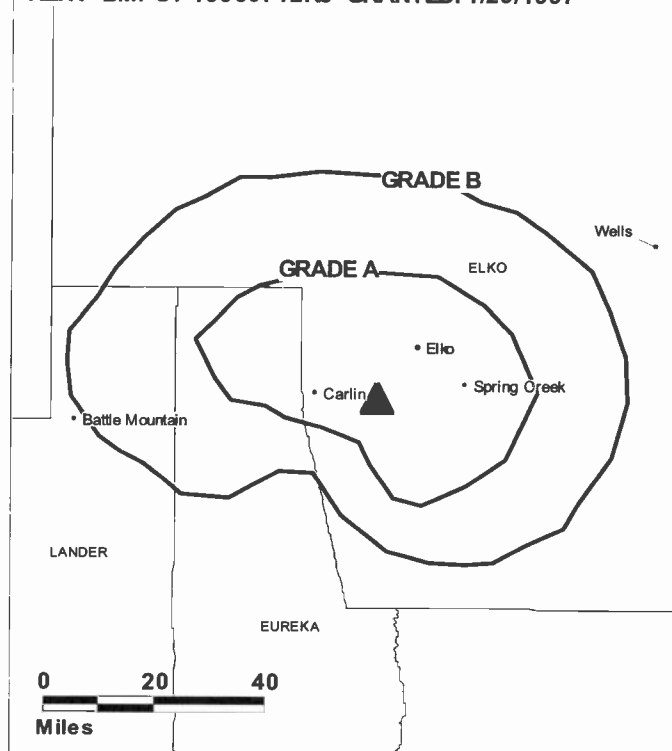 GRADE B
Wells
GRADE A
ELKO
Elko
Carlin
Spring Creek
Battle Mountain
LANDER
EUREKA
0 20 40
Miles